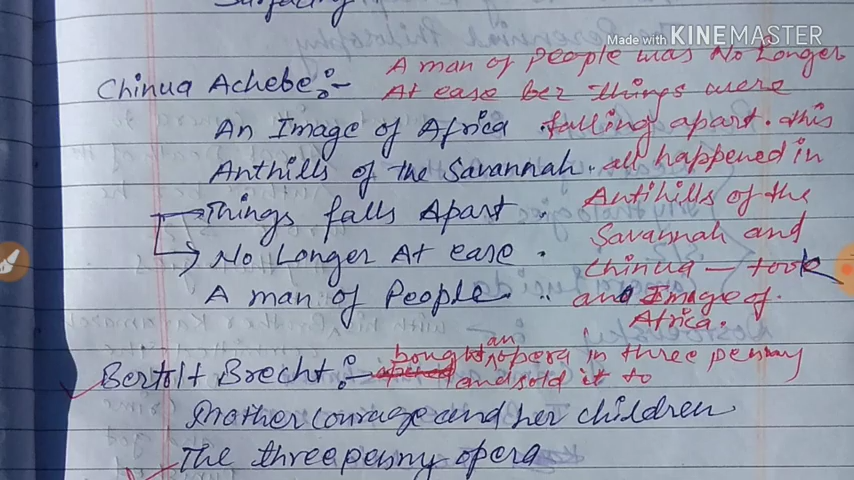 Surfacing
Made with KINEMASTER
Chinua Achebe:- A man of People was No Longer
At ease bez things were
An Image of Africa falling apart. this
Anthills of the Savannah. all happened in
Things falls Apart. Antihills of the
No Longer At ease. Savannah and
A man of People.. Chinua - took
an Image of.
Africa.
Bertolt Brecht:- bought an opera in three penny
and sold it to
Mother Courage and her children
The threepenny opera